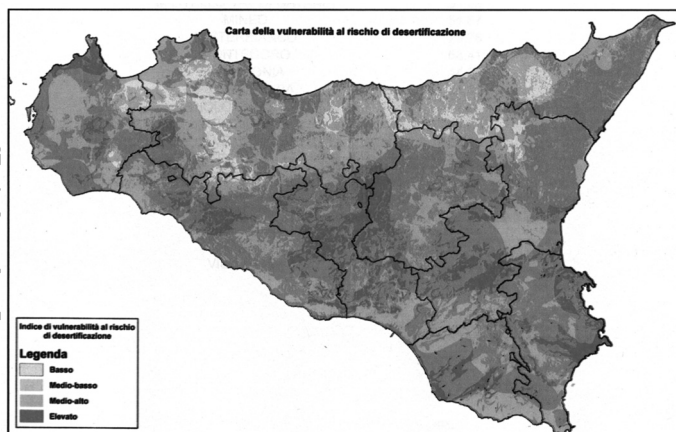 Carta della vulnerabilità al rischio di desertificazione
Indice di vulnerabilità al rischio
di desertificazione
Legenda
Basso
Medio-basso
Medio-alto
Elevato